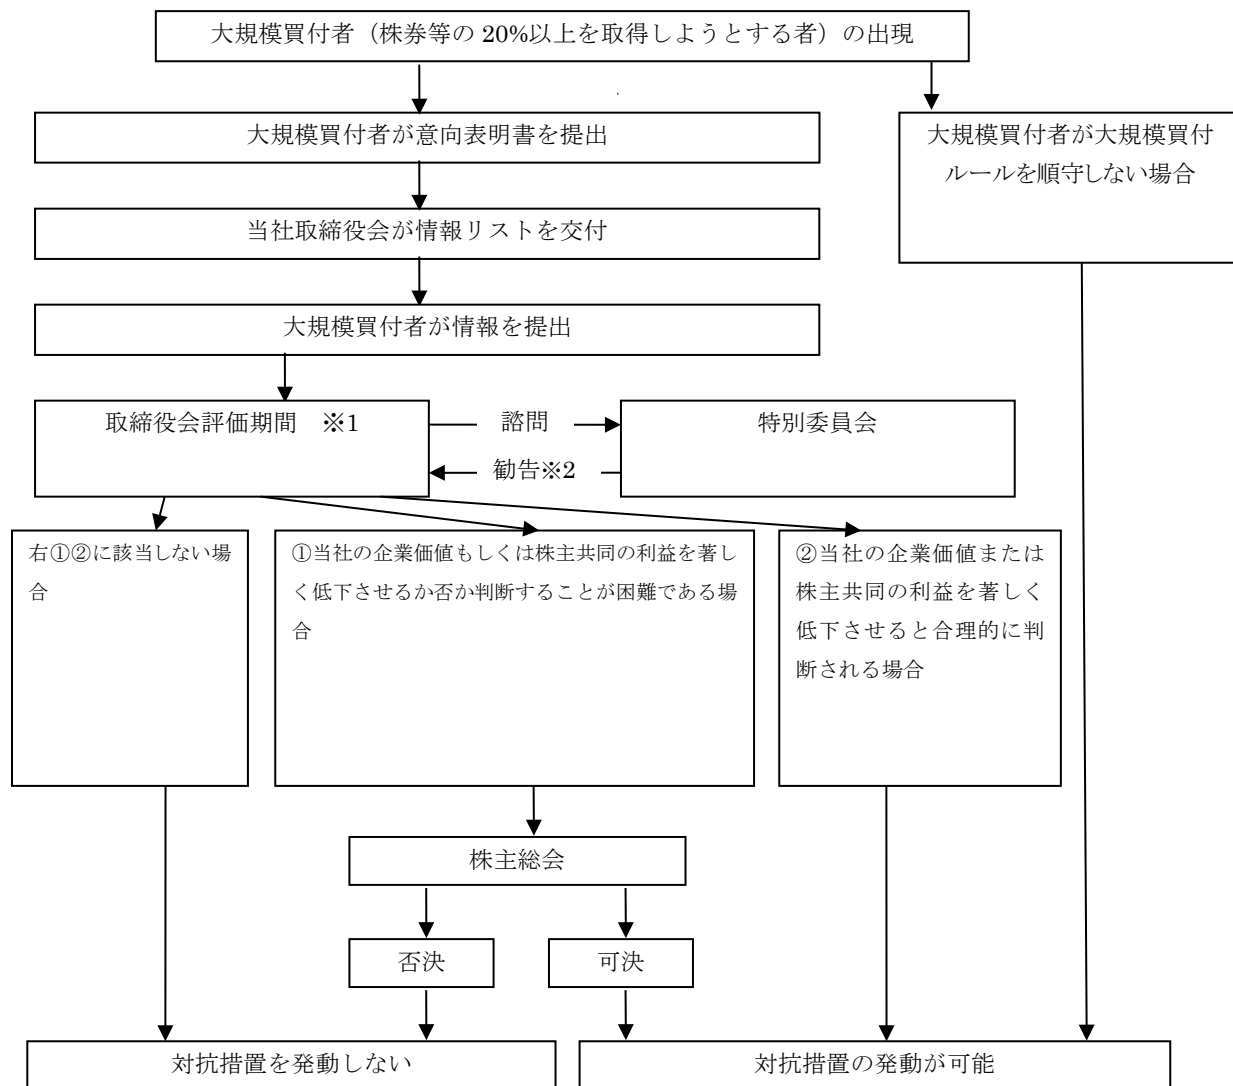 大規模買付者（株券等の 20%以上を取得しようとする者）の出現
大規模買付者が意向表明書を提出
大規模買付者が大規模買付
ルールを順守しない場合
当社取締役会が情報リストを交付
大規模買付者が情報を提出
取締役会評価期間　※1
諮問
特別委員会
勧告※2
右①②に該当しない場
合
①当社の企業価値もしくは株主共同の利益を著し
く低下させるか否か判断することが困難である場
合
②当社の企業価値または
株主共同の利益を著しく
低下させると合理的に判
断される場合
株主総会
否決
可決
対抗措置を発動しない
対抗措置の発動が可能